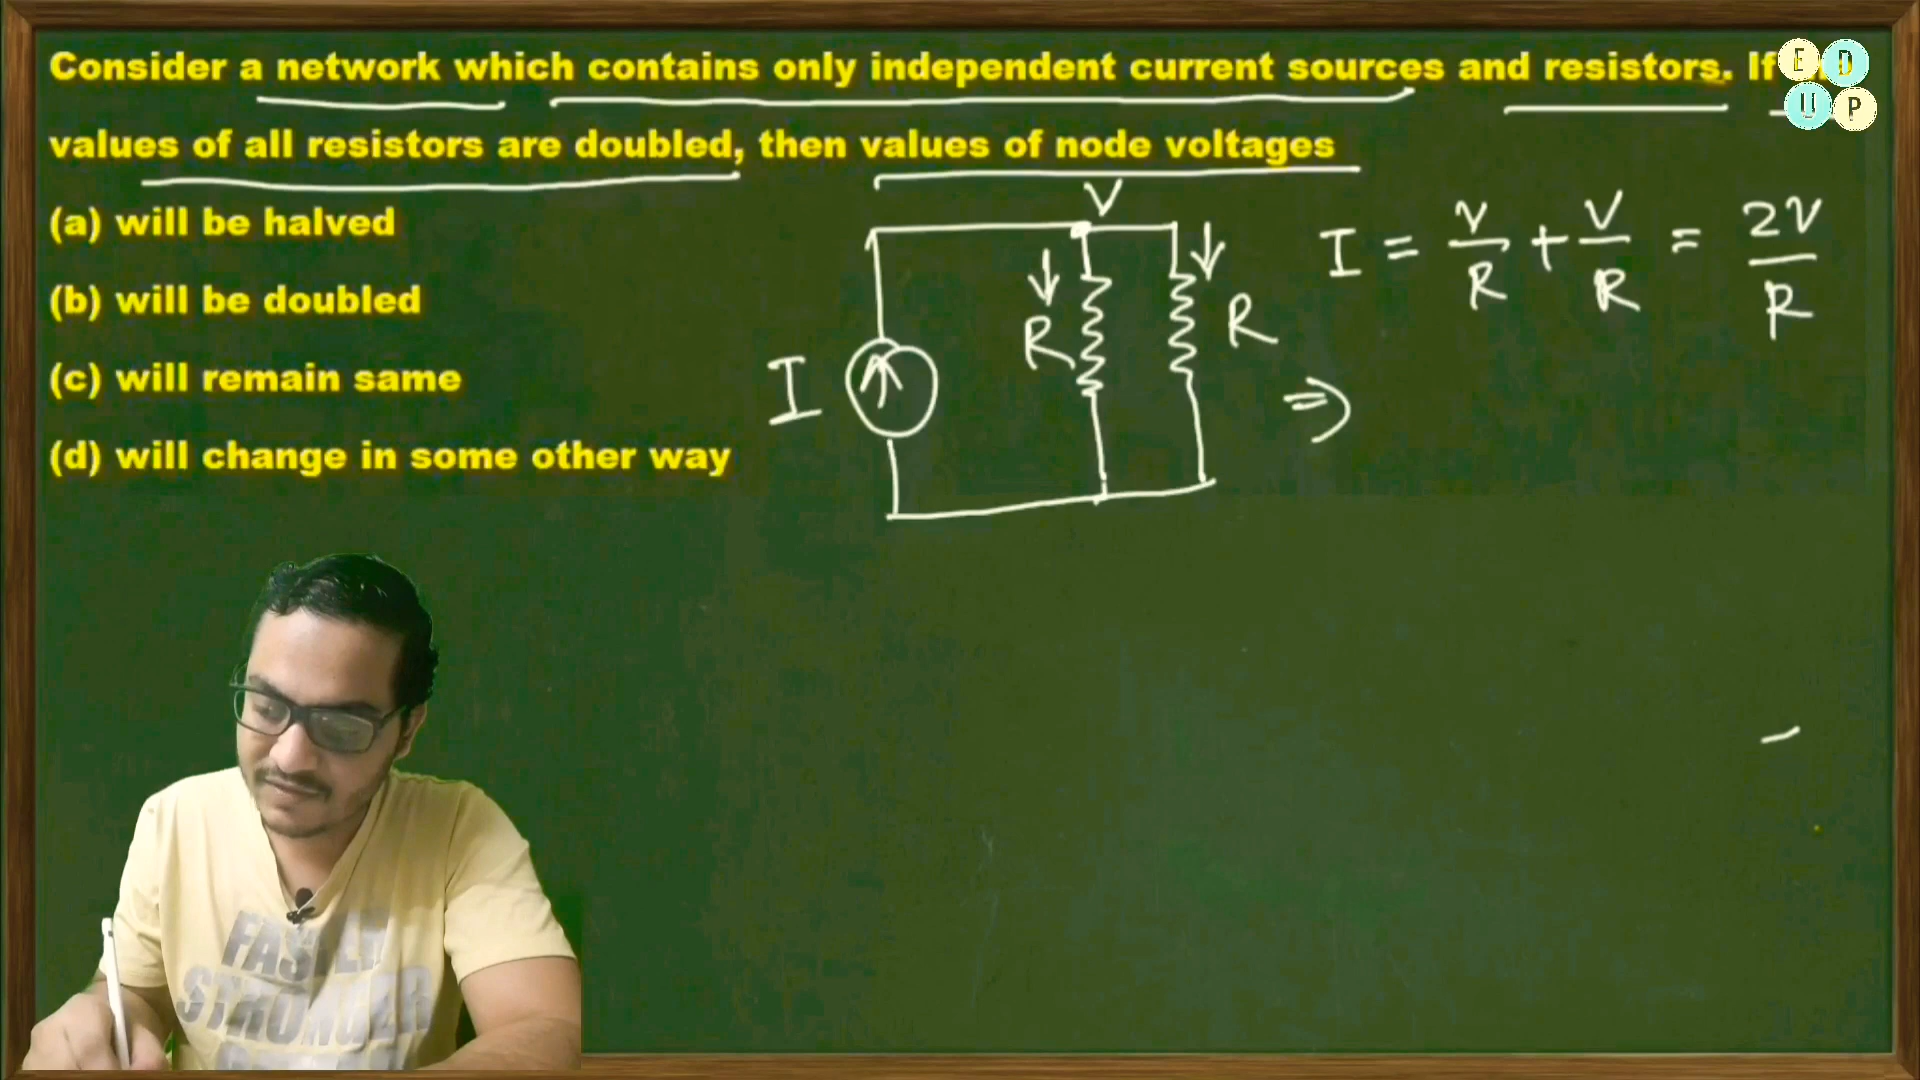 Consider a network which contains only independent current sources and resistors. If
values of all resistors are doubled, then values of node voltages
(a) will be halved
(b) will be doubled
(c) will remain same
(d) will change in some other way
V
I = V/R + V/R = 2V/R
R
R
I
⇒
E D
U P
FASTER
STRONGER